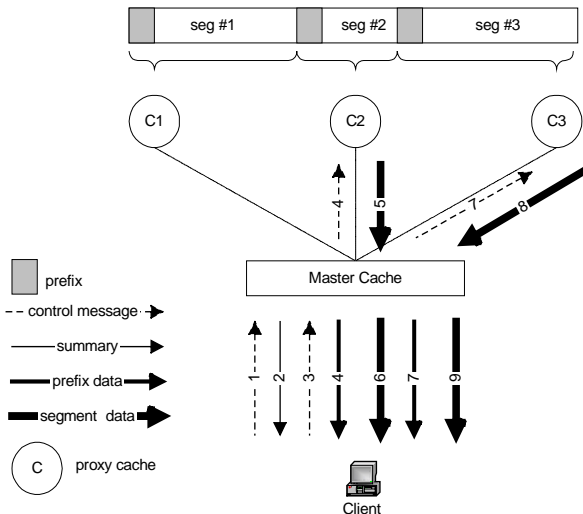 seg #1
seg #2
seg #3
C1
C2
C3
4
5
7
8
prefix
control message
Master Cache
summary
1
2
3
4
6
7
9
prefix data
segment data
C
proxy cache
Client